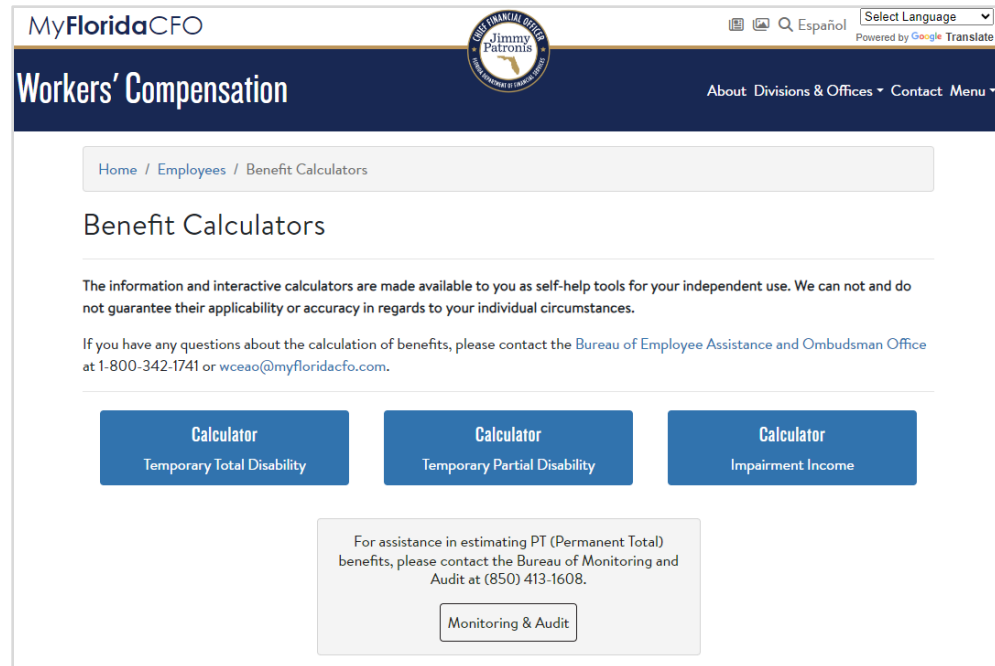 MyFloridaCFO
CHIEF FINANCIAL OFFICER
Jimmy
Patronis
FLORIDA DEPARTMENT OF FINANCIAL SERVICES
Español
Select Language
Powered by Google Translate
Workers' Compensation
About Divisions & Offices Contact Menu
Home / Employees / Benefit Calculators
Benefit Calculators
The information and interactive calculators are made available to you as self-help tools for your independent use. We can not and do
not guarantee their applicability or accuracy in regards to your individual circumstances.
If you have any questions about the calculation of benefits, please contact the Bureau of Employee Assistance and Ombudsman Office
at 1-800-342-1741 or wceao@myfloridacfo.com.
Calculator
Temporary Total Disability
Calculator
Temporary Partial Disability
Calculator
Impairment Income
For assistance in estimating PT (Permanent Total)
benefits, please contact the Bureau of Monitoring and
Audit at (850) 413-1608.
Monitoring & Audit